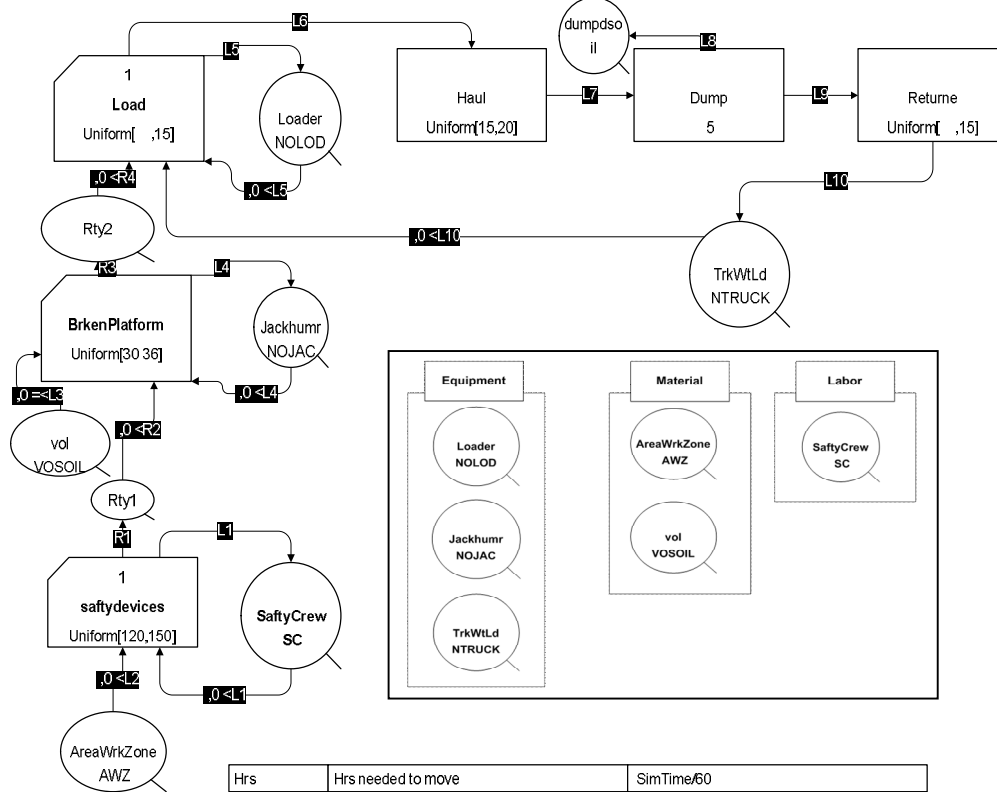 L6
dumpdso
il
L8
1
Load
Uniform[ ,15]
L5
Loader
NOLOD
,0 <L5
Haul
Uniform[15,20]
L7
Dump
5
L9
Returne
Uniform[ ,15]
L10
,0 <R4
Rty2
,0 <L10
TrkWtLd
NTRUCK
R3
BrkenPlatform
Uniform[30 36]
L4
Jackhumr
NOJAC
,0 <L4
,0 =<L3
vol
VOSOIL
,0 <R2
Rty1
R1
1
saftydevices
Uniform[120,150]
L1
SaftyCrew
SC
,0 <L1
,0 <L2
AreaWrkZone
AWZ
Equipment
Loader
NOLOD
Jackhumr
NOJAC
TrkWtLd
NTRUCK
Material
AreaWrkZone
AWZ
vol
VOSOIL
Labor
SaftyCrew
SC
Hrs Hrs needed to move SimTime/60